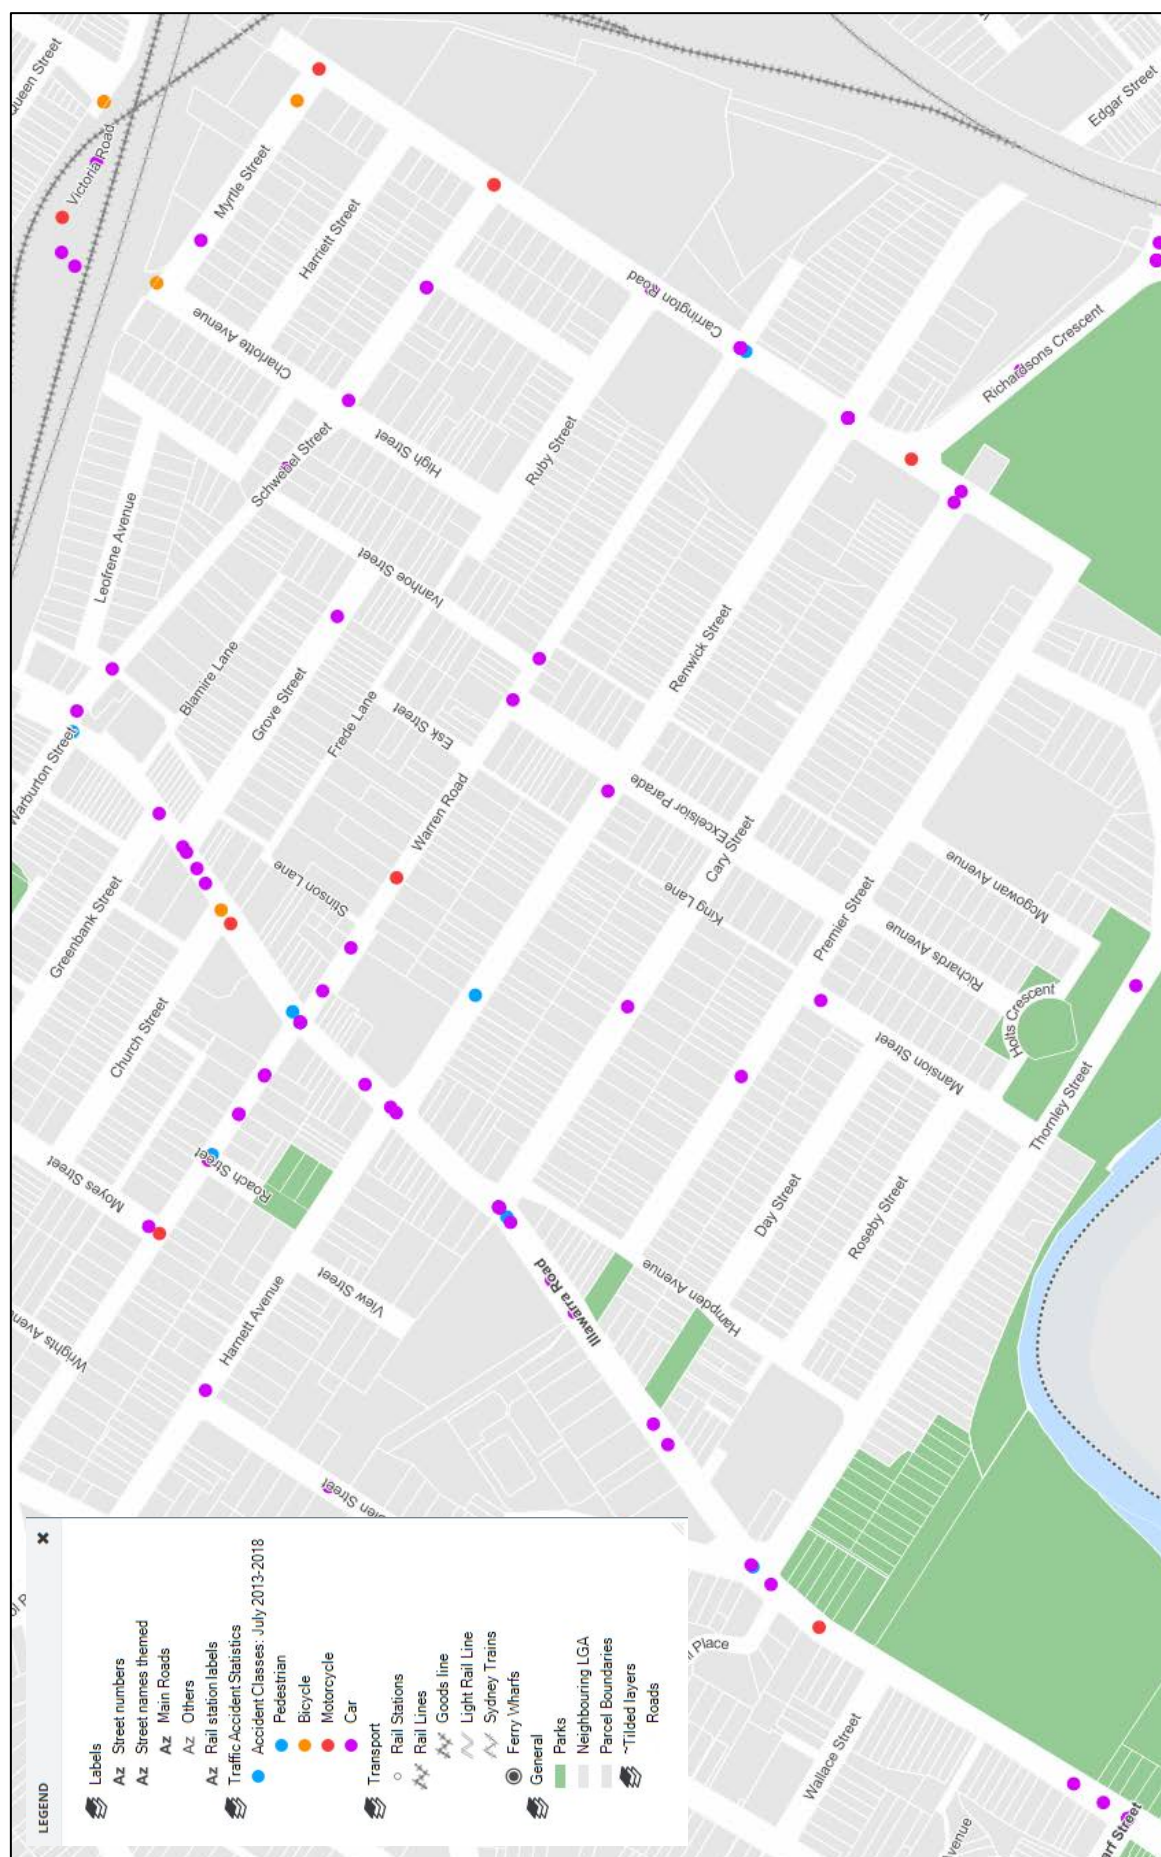 LEGEND
Labels
Az Street numbers
Az Street names themed
Az Main Roads
Az Others
Az Rail station labels
Traffic Accident Statistics
Accident Classes: July 2013-2018
Pedestrian
Bicycle
Motorcycle
Car
Transport
Rail Stations
Rail Lines
Goods line
Light Rail Line
Sydney Trains
Ferry Wharfs
General
Parks
Neighbouring LGA
Parcel Boundaries
~Tilded layers
Roads
Queen Street
Victoria Road
Myrtle Street
Harriett Street
Charlotte Avenue
Carrington Road
Edgar Street
Richardsons Crescent
Schwebel Street
High Street
Ruby Street
Leofrene Avenue
Ivanhoe Street
Blamire Lane
Grove Street
Frede Lane
Esk Street
Renwick Street
Warburton Street
Warren Road
Stinson Lane
Greenbank Street
Church Street
Excelsior Parade
Cary Street
King Lane
Premier Street
Mcgowan Avenue
Richards Avenue
Holts Crescent
Mansion Street
Thornley Street
Moyes Street
Roach Street
View Street
Harnett Avenue
Illawarra Road
Hampden Avenue
Day Street
Roseby Street
Wrights Aven
Street
Place
Wallace Street
venue
arf Street